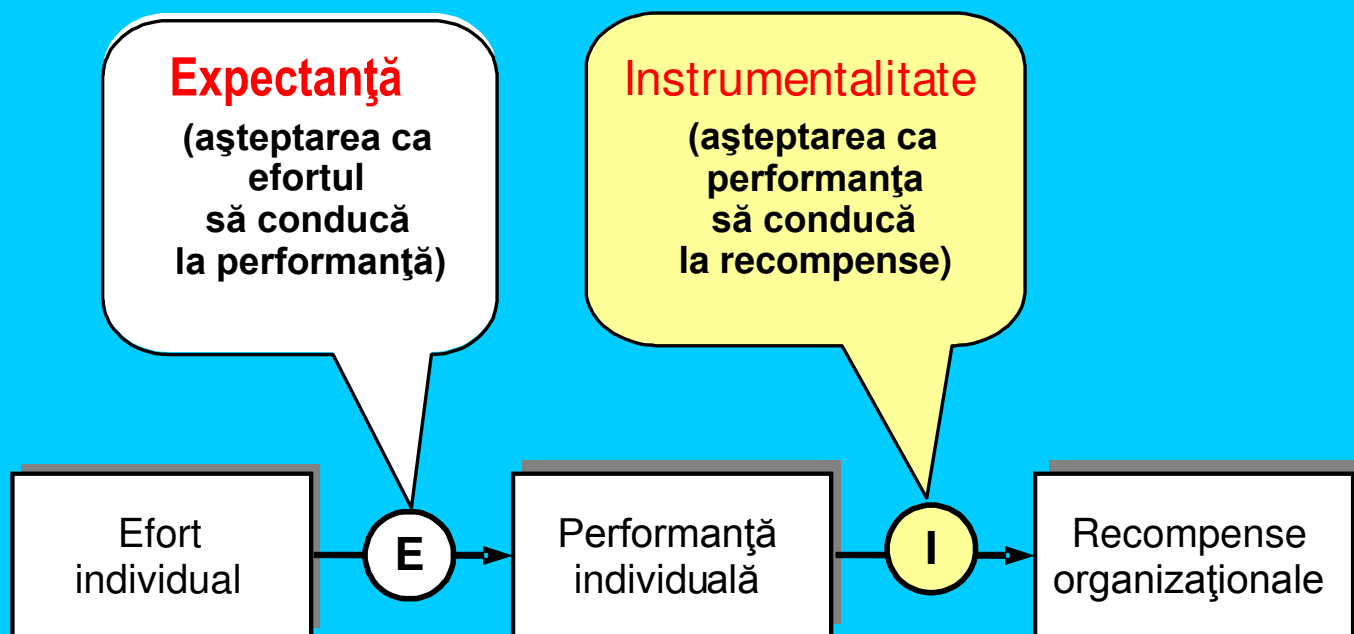 Expectanţă
(aşteptarea ca
efortul
să conducă
la performanţă)
Instrumentalitate
(aşteptarea ca
performanţa
să conducă
la recompense)
Efort
individual
E
Performanţă
individuală
I
Recompense
organizaţionale